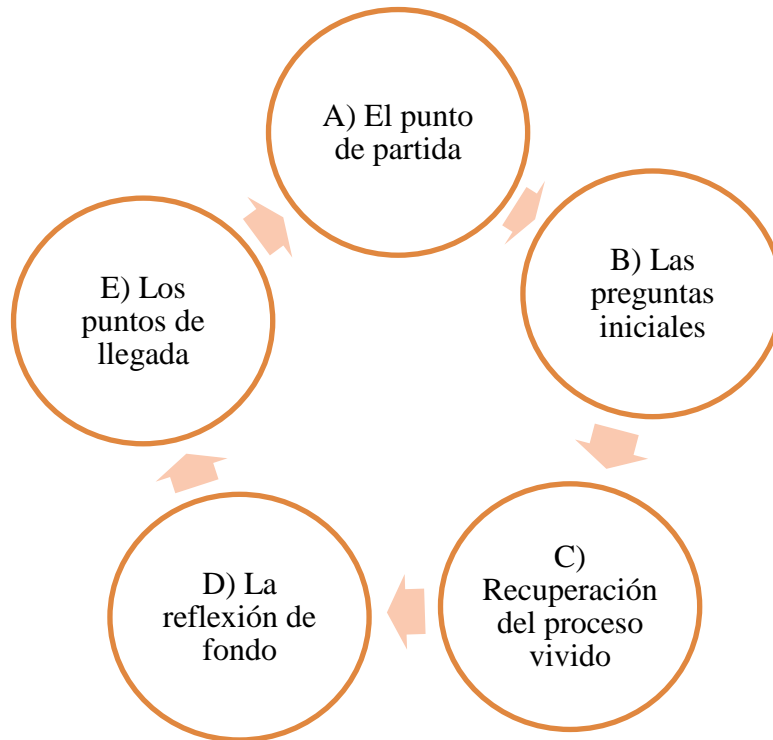 A) El punto
de partida
B) Las
preguntas
iniciales
C)
Recuperación
del proceso
vivido
D) La
reflexión de
fondo
E) Los
puntos de
llegada